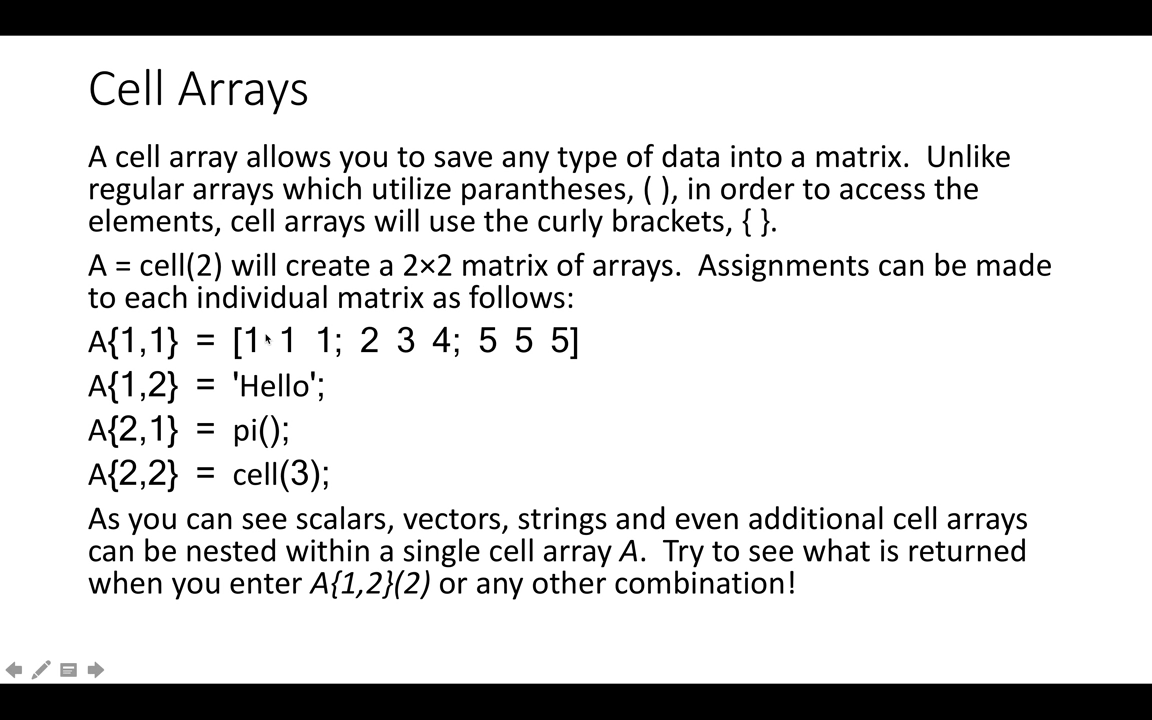 Cell Arrays
A cell array allows you to save any type of data into a matrix.  Unlike
regular arrays which utilize parantheses, ( ), in order to access the
elements, cell arrays will use the curly brackets, { }.
A = cell(2) will create a 2×2 matrix of arrays.  Assignments can be made
to each individual matrix as follows:
A{1,1} = [1 1 1; 2 3 4; 5 5 5]
A{1,2} = 'Hello';
A{2,1} = pi();
A{2,2} = cell(3);
As you can see scalars, vectors, strings and even additional cell arrays
can be nested within a single cell array A.  Try to see what is returned
when you enter A{1,2}(2) or any other combination!